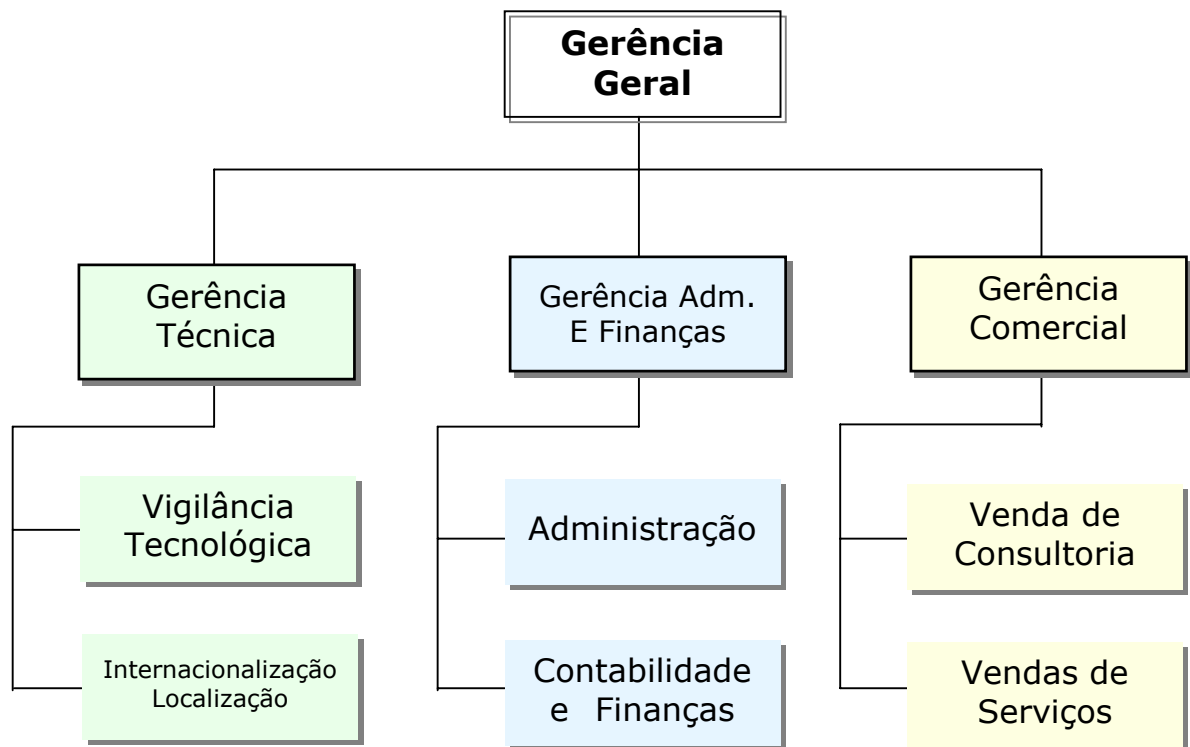 Gerência
Geral
Gerência
Técnica
Gerência Adm.
E Finanças
Gerência
Comercial
Vigilância
Tecnológica
Administração
Venda de
Consultoria
Internacionalização
Localização
Contabilidade
e  Finanças
Vendas de
Serviços